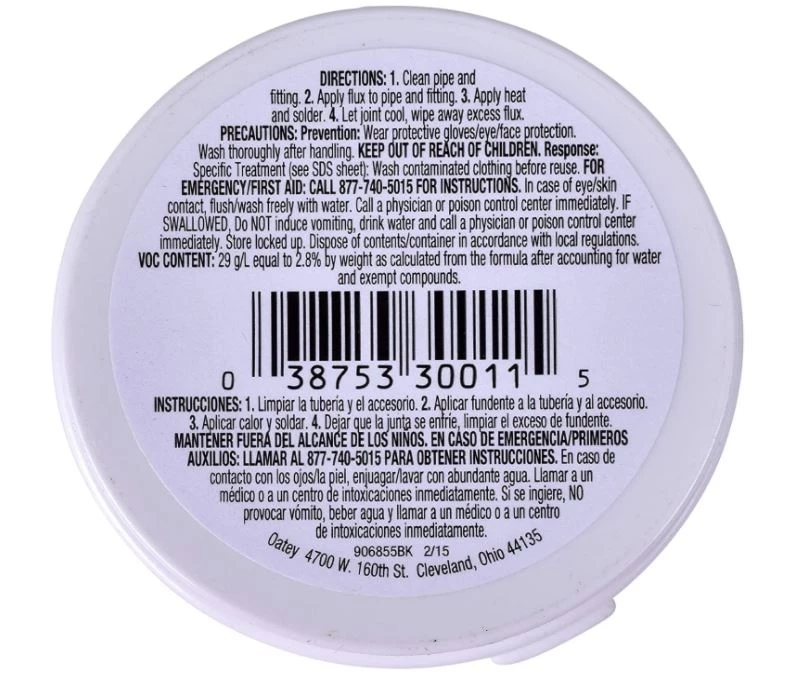 DIRECTIONS: 1. Clean pipe and
fitting. 2. Apply flux to pipe and fitting. 3. Apply heat
and solder. 4. Let joint cool, wipe away excess flux.
PRECAUTIONS: Prevention: Wear protective gloves/eye/face protection.
Wash thoroughly after handling. KEEP OUT OF REACH OF CHILDREN. Response:
Specific Treatment (see SDS sheet): Wash contaminated clothing before reuse. FOR
EMERGENCY/FIRST AID: CALL 877-740-5015 FOR INSTRUCTIONS. In case of eye/skin
contact, flush/wash freely with water. Call a physician or poison control center immediately. IF
SWALLOWED, Do NOT induce vomiting, drink water and call a physician or poison control center
immediately. Store locked up. Dispose of contents/container in accordance with local regulations.
VOC CONTENT: 29 g/L equal to 2.8% by weight as calculated from the formula after accounting for water
and exempt compounds.
0 38753 30011 5
INSTRUCCIONES: 1. Limpiar la tubería y el accesorio. 2. Aplicar fundente a la tubería y al accesorio.
3. Aplicar calor y soldar. 4. Dejar que la junta se enfríe, limpiar el exceso de fundente.
MANTENER FUERA DEL ALCANCE DE LOS NIÑOS. EN CASO DE EMERGENCIA/PRIMEROS
AUXILIOS: LLAMAR AL 877-740-5015 PARA OBTENER INSTRUCCIONES. En caso de
contacto con los ojos/la piel, enjuagar/lavar con abundante agua. Llamar a un
médico o a un centro de intoxicaciones inmediatamente. Si se ingiere, NO
provocar vómito, beber agua y llamar a un médico o a un centro
de intoxicaciones inmediatamente.
906855BK 2/15
Oatey 4700 W. 160th St. Cleveland, Ohio 44135